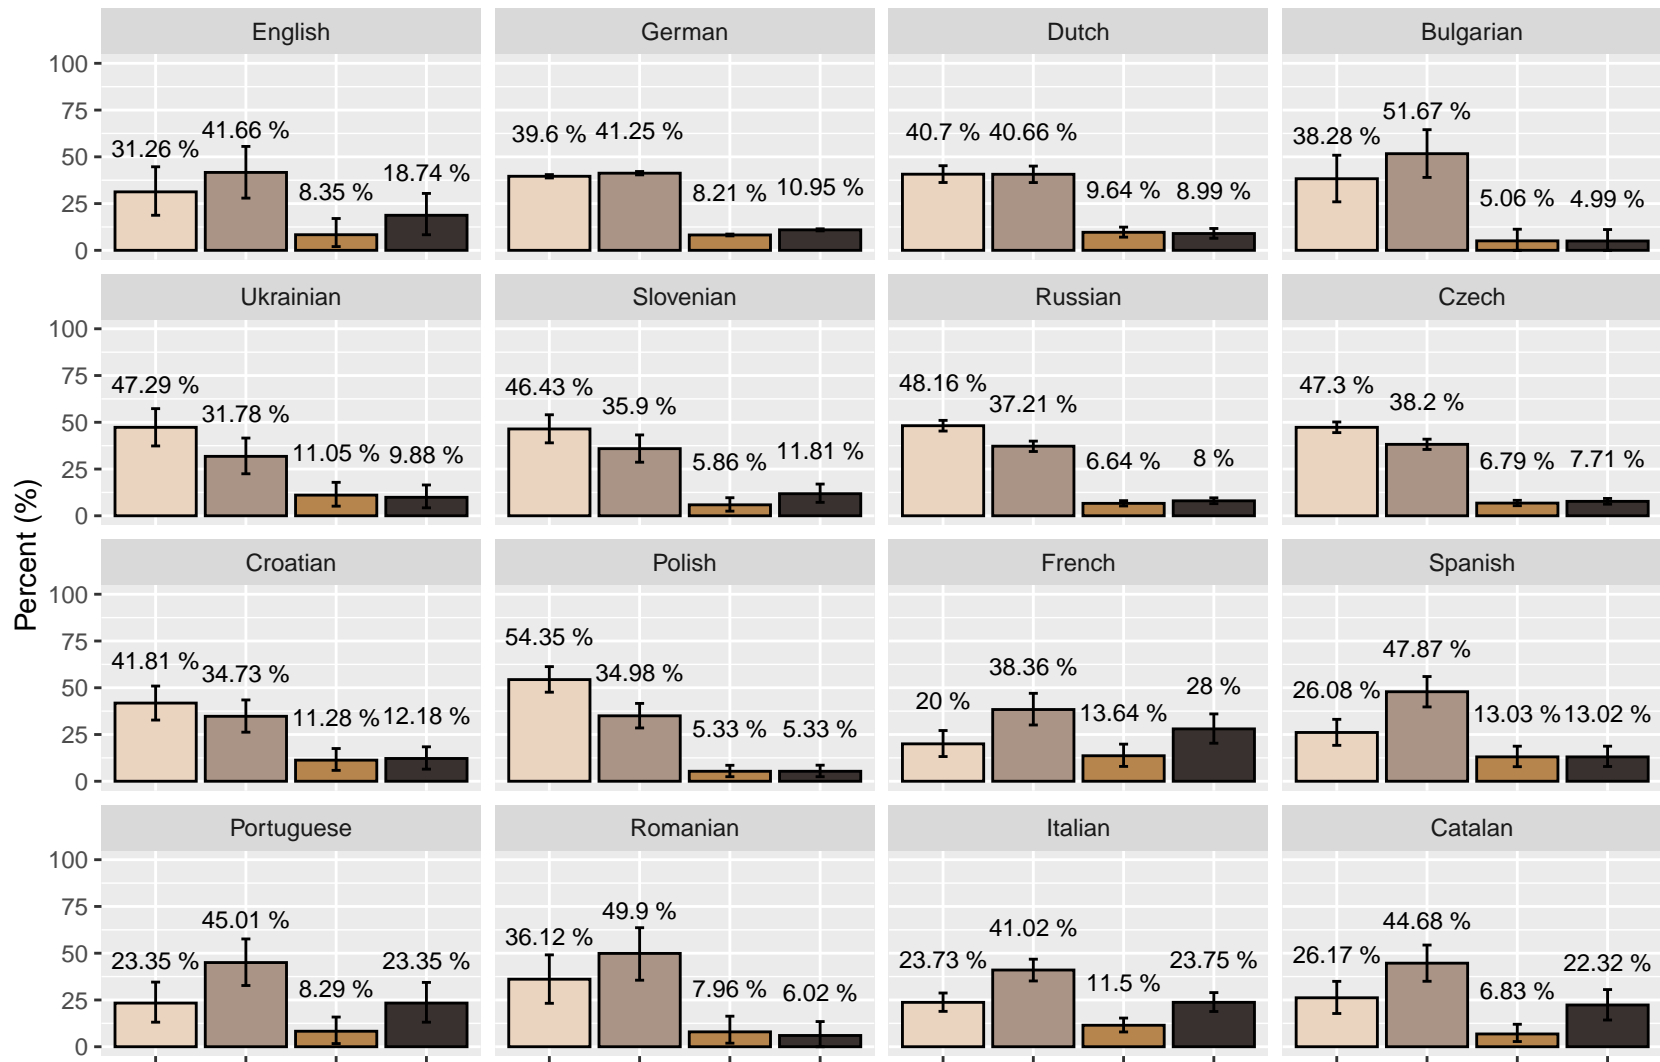 English German Dutch Bulgarian
100
75
50
25
0
31.26 % 41.66 % 8.35 % 18.74 %
39.6 % 41.25 % 8.21 % 10.95 %
40.7 % 40.66 % 9.64 % 8.99 %
38.28 % 51.67 % 5.06 % 4.99 %
Ukrainian Slovenian Russian Czech
100
75
50
25
0
47.29 % 31.78 % 11.05 % 9.88 %
46.43 % 35.9 % 5.86 % 11.81 %
48.16 % 37.21 % 6.64 % 8 %
47.3 % 38.2 % 6.79 % 7.71 %
Percent (%)
Croatian Polish French Spanish
100
75
50
25
0
41.81 % 34.73 % 11.28 % 12.18 %
54.35 % 34.98 % 5.33 % 5.33 %
20 % 38.36 % 13.64 % 28 %
26.08 % 47.87 % 13.03 % 13.02 %
Portuguese Romanian Italian Catalan
100
75
50
25
0
23.35 % 45.01 % 8.29 % 23.35 %
36.12 % 49.9 % 7.96 % 6.02 %
23.73 % 41.02 % 11.5 % 23.75 %
26.17 % 44.68 % 6.83 % 22.32 %